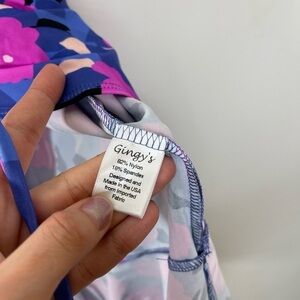 Gingy's
82% Nylon
18% Spandex
Designed and
Made in the USA
from Imported
Fabric